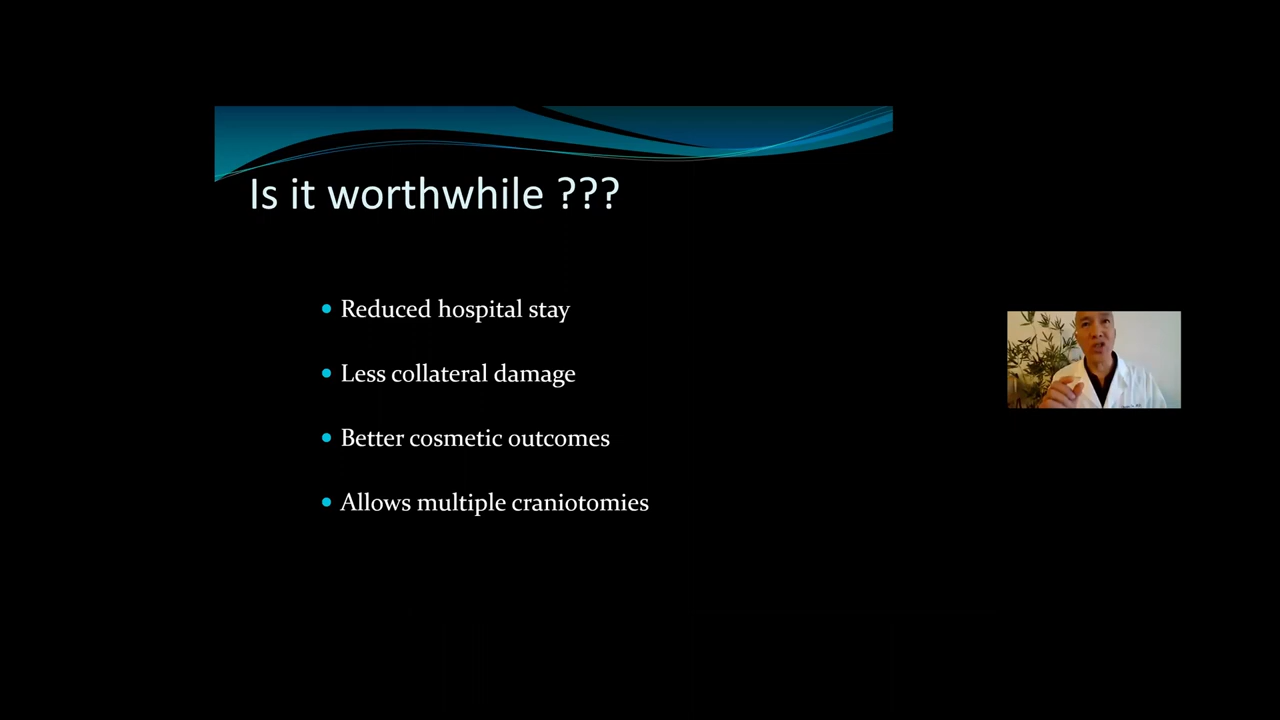 Is it worthwhile ???
• Reduced hospital stay
• Less collateral damage
• Better cosmetic outcomes
• Allows multiple craniotomies